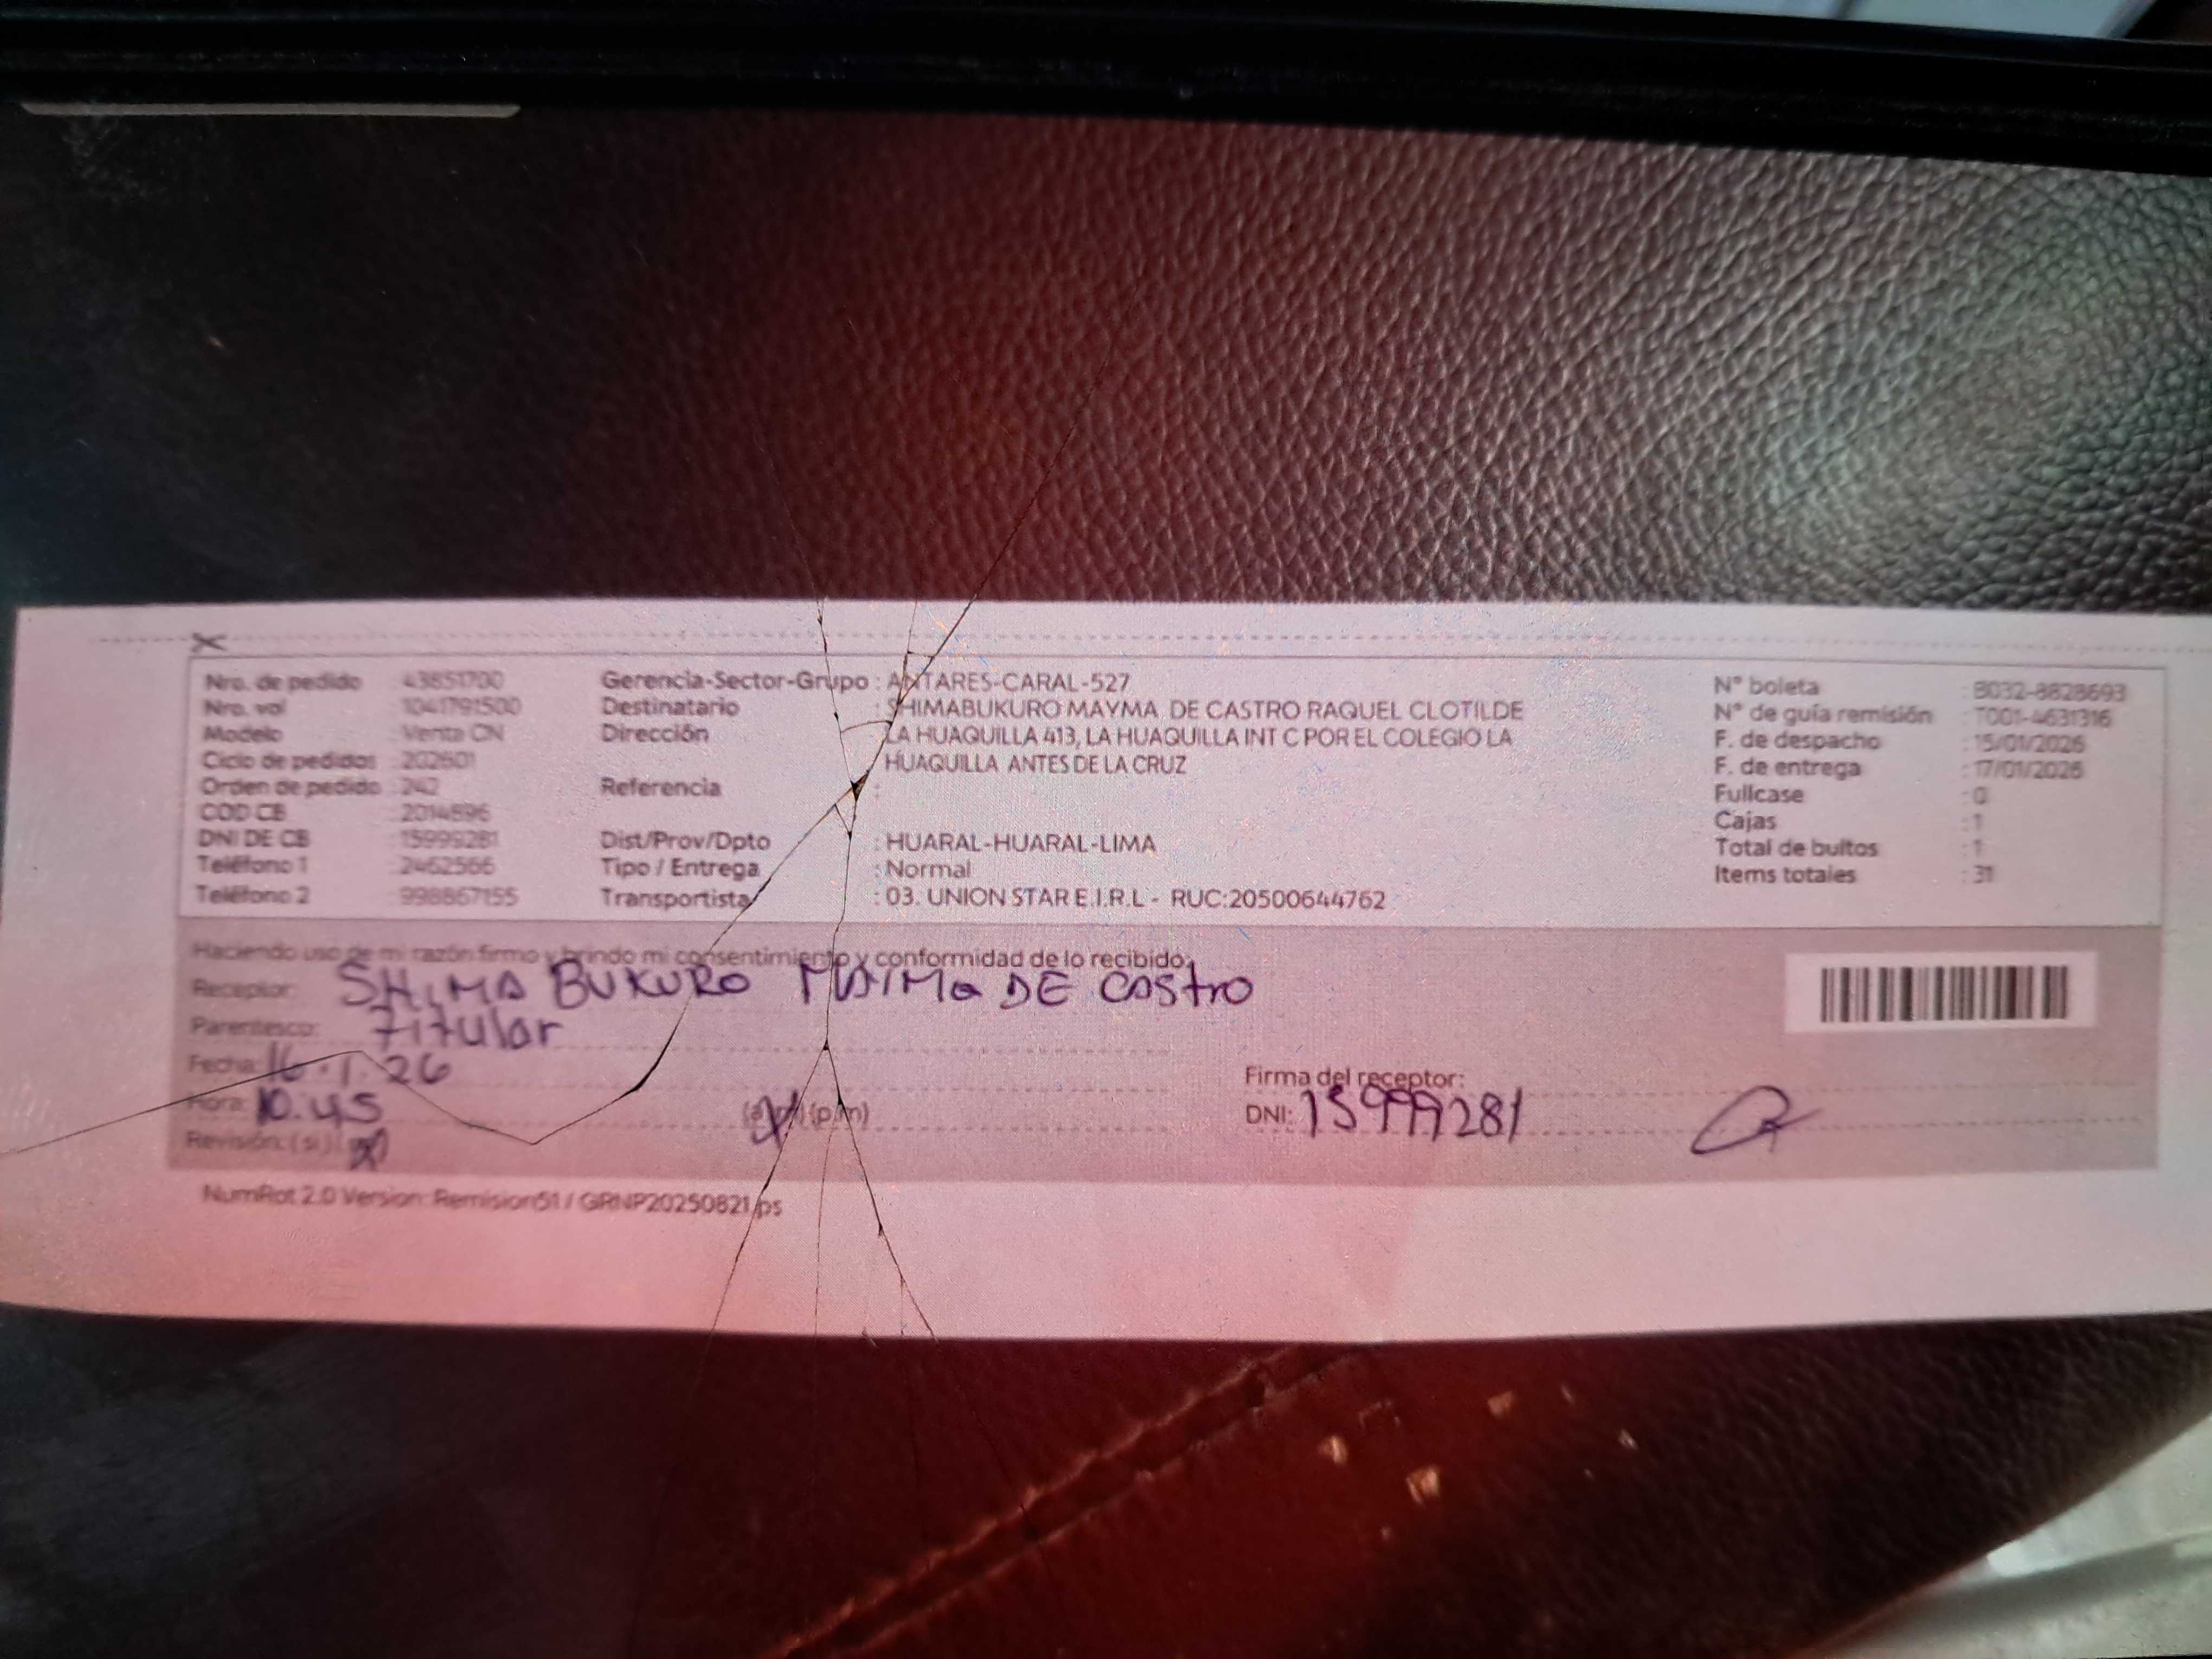 Nro. de pedido : 43851700
Nro. vol : 1041791500
Modelo : Venta CN
Ciclo de pedidos : 202601
Orden de pedido : 242
COD CB : 2014896
DNI DE CB : 15999281
Teléfono 1 : 2462566
Teléfono 2 : 998867155
Gerencia-Sector-Grupo : ANTARES-CARAL-527
Destinatario : SHIMABUKURO MAYMA DE CASTRO RAQUEL CLOTILDE
Dirección : LA HUAQUILLA 413, LA HUAQUILLA INT C POR EL COLEGIO LA
HUAQUILLA ANTES DE LA CRUZ
Referencia :
Dist/Prov/Dpto : HUARAL-HUARAL-LIMA
Tipo / Entrega : Normal
Transportista : 03. UNION STAR E.I.R.L - RUC:20500644762
N° boleta : B032-8828693
N° de guía remisión : T001-4631316
F. de despacho : 15/01/2026
F. de entrega : 17/01/2026
Fullcase : 0
Cajas : 1
Total de bultos : 1
Items totales : 31
Haciendo uso de mi razón firmo y brindo mi consentimiento y conformidad de lo recibido.
Receptor: SHIMA BUKURO MAIMa DE CAStro
Parentesco: titular
Fecha: 16.1.26
Hora: 10.45 (a.m) (p.m)
Revisión: (si)
Firma del receptor:
DNI: 15999281
NumRot 2.0 Version: Remision51 / GRNP20250821.ps